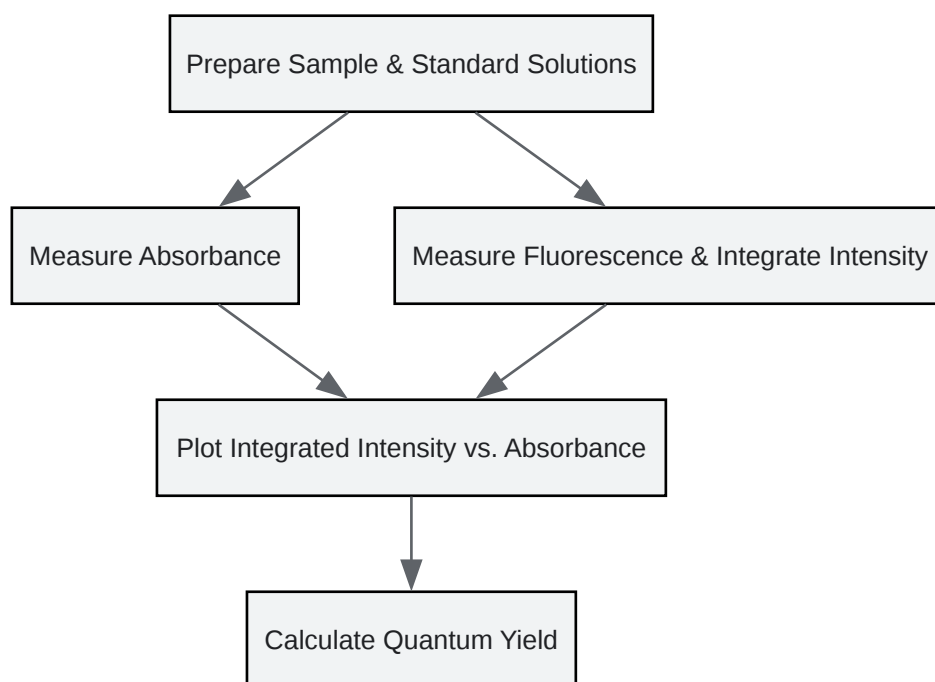 Prepare Sample & Standard Solutions
Measure Absorbance
Measure Fluorescence & Integrate Intensity
Plot Integrated Intensity vs. Absorbance
Calculate Quantum Yield